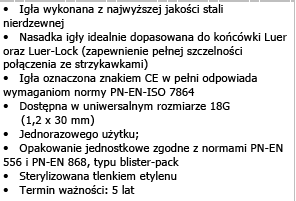 • Igła wykonana z najwyższej jakości stali
nierdzewnej
• Nasadka igły idealnie dopasowana do końcówki Luer
oraz Luer-Lock (zapewnienie pełnej szczelności
połączenia ze strzykawkami)
• Igła oznaczona znakiem CE w pełni odpowiada
wymaganiom normy PN-EN-ISO 7864
• Dostępna w uniwersalnym rozmiarze 18G
(1,2 x 30 mm)
• Jednorazowego użytku;
• Opakowanie jednostkowe zgodne z normami PN-EN
556 i PN-EN 868, typu blister-pack
• Sterylizowana tlenkiem etylenu
• Termin ważności: 5 lat